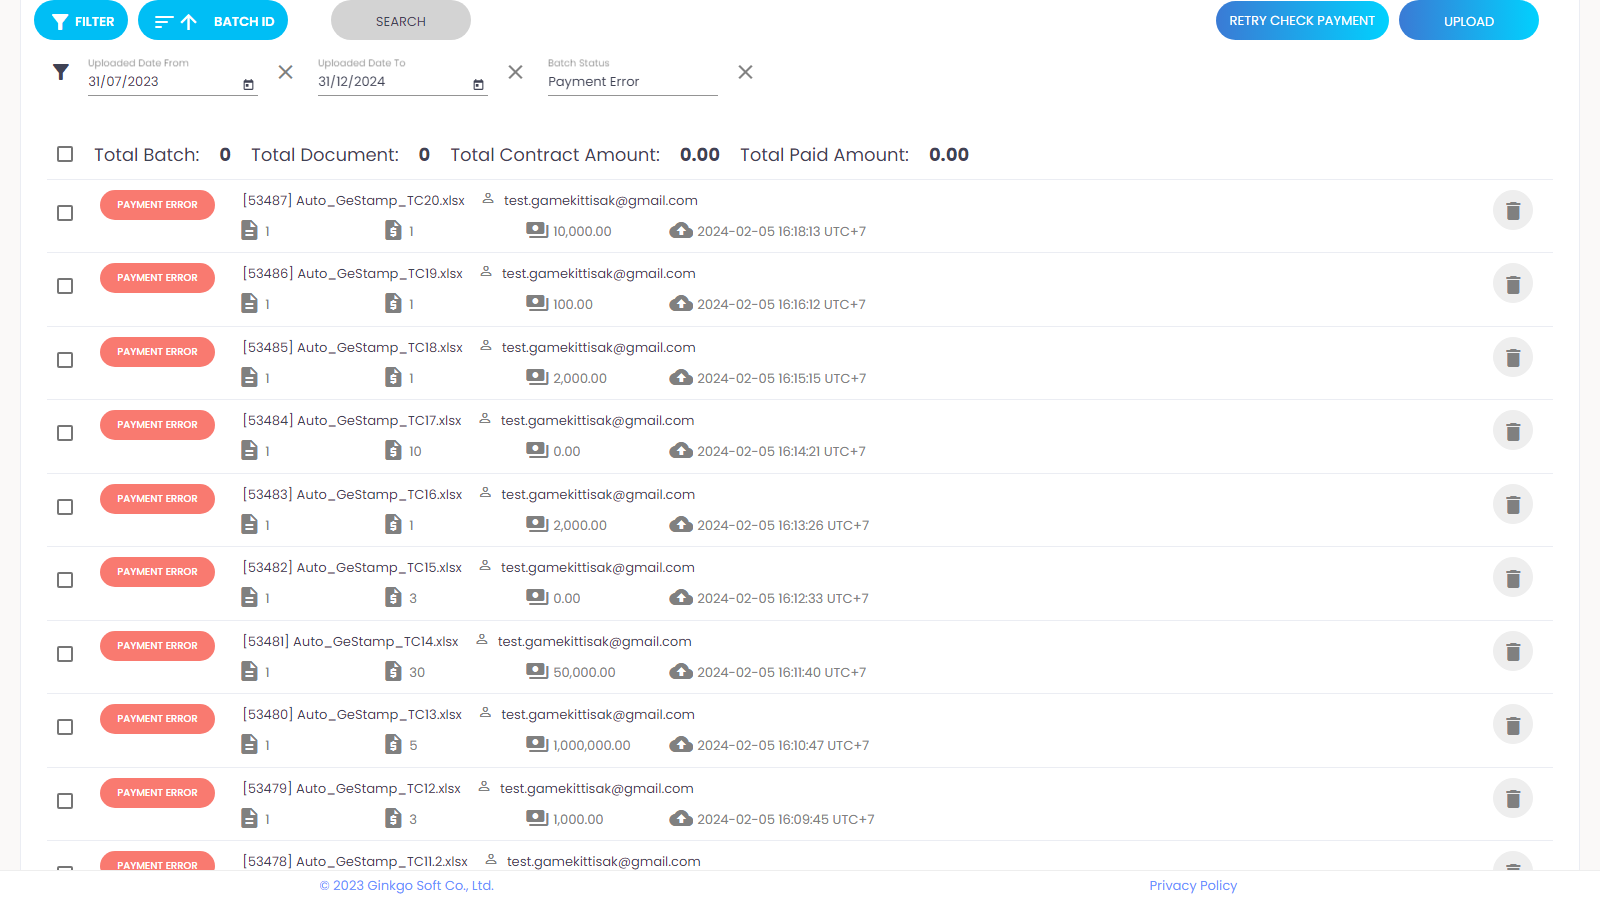 FILTER BATCH ID SEARCH RETRY CHECK PAYMENT UPLOAD
Uploaded Date From Uploaded Date To Batch Status
31/07/2023 31/12/2024 Payment Error
Total Batch: 0 Total Document: 0 Total Contract Amount: 0.00 Total Paid Amount: 0.00
PAYMENT ERROR [53487] Auto_GeStamp_TC20.xlsx test.gamekittisak@gmail.com
1 1 10,000.00 2024-02-05 16:18:13 UTC+7
PAYMENT ERROR [53486] Auto_GeStamp_TC19.xlsx test.gamekittisak@gmail.com
1 1 100.00 2024-02-05 16:16:12 UTC+7
PAYMENT ERROR [53485] Auto_GeStamp_TC18.xlsx test.gamekittisak@gmail.com
1 1 2,000.00 2024-02-05 16:15:15 UTC+7
PAYMENT ERROR [53484] Auto_GeStamp_TC17.xlsx test.gamekittisak@gmail.com
1 10 0.00 2024-02-05 16:14:21 UTC+7
PAYMENT ERROR [53483] Auto_GeStamp_TC16.xlsx test.gamekittisak@gmail.com
1 1 2,000.00 2024-02-05 16:13:26 UTC+7
PAYMENT ERROR [53482] Auto_GeStamp_TC15.xlsx test.gamekittisak@gmail.com
1 3 0.00 2024-02-05 16:12:33 UTC+7
PAYMENT ERROR [53481] Auto_GeStamp_TC14.xlsx test.gamekittisak@gmail.com
1 30 50,000.00 2024-02-05 16:11:40 UTC+7
PAYMENT ERROR [53480] Auto_GeStamp_TC13.xlsx test.gamekittisak@gmail.com
1 5 1,000,000.00 2024-02-05 16:10:47 UTC+7
PAYMENT ERROR [53479] Auto_GeStamp_TC12.xlsx test.gamekittisak@gmail.com
1 3 1,000.00 2024-02-05 16:09:45 UTC+7
PAYMENT ERROR [53478] Auto_GeStamp_TC11.2.xlsx test.gamekittisak@gmail.com
© 2023 Ginkgo Soft Co., Ltd. Privacy Policy